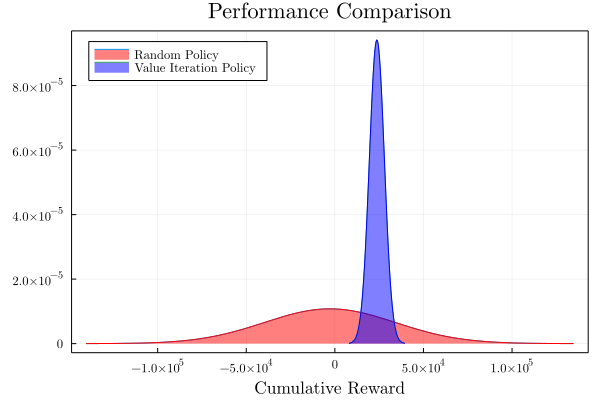 Performance Comparison
Random Policy
Value Iteration Policy
8.0×10⁻⁵
6.0×10⁻⁵
4.0×10⁻⁵
2.0×10⁻⁵
0
−1.0×10⁵ −5.0×10⁴ 0 5.0×10⁴ 1.0×10⁵
Cumulative Reward